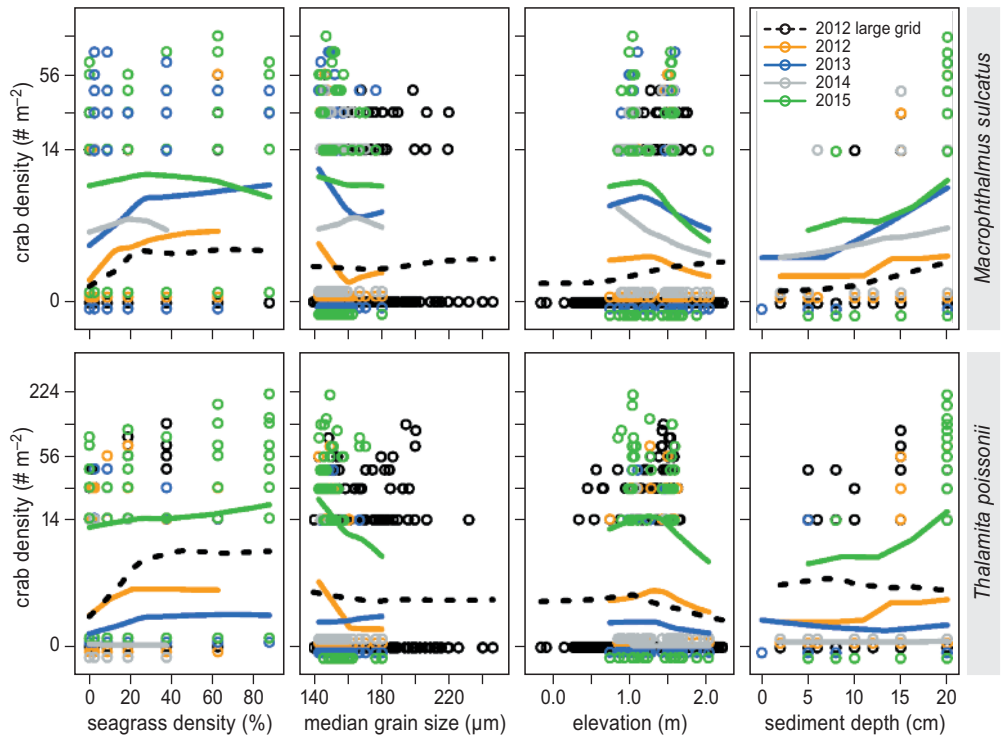 crab density (# m⁻²)
56
14
0
2012 large grid
2012
2013
2014
2015
Macrophthalmus sulcatus
crab density (# m⁻²)
224
56
14
0
Thalamita poissonii
0 20 40 60 80
140 180 220
0.0 1.0 2.0
0 5 10 15 20
seagrass density (%)
median grain size (µm)
elevation (m)
sediment depth (cm)